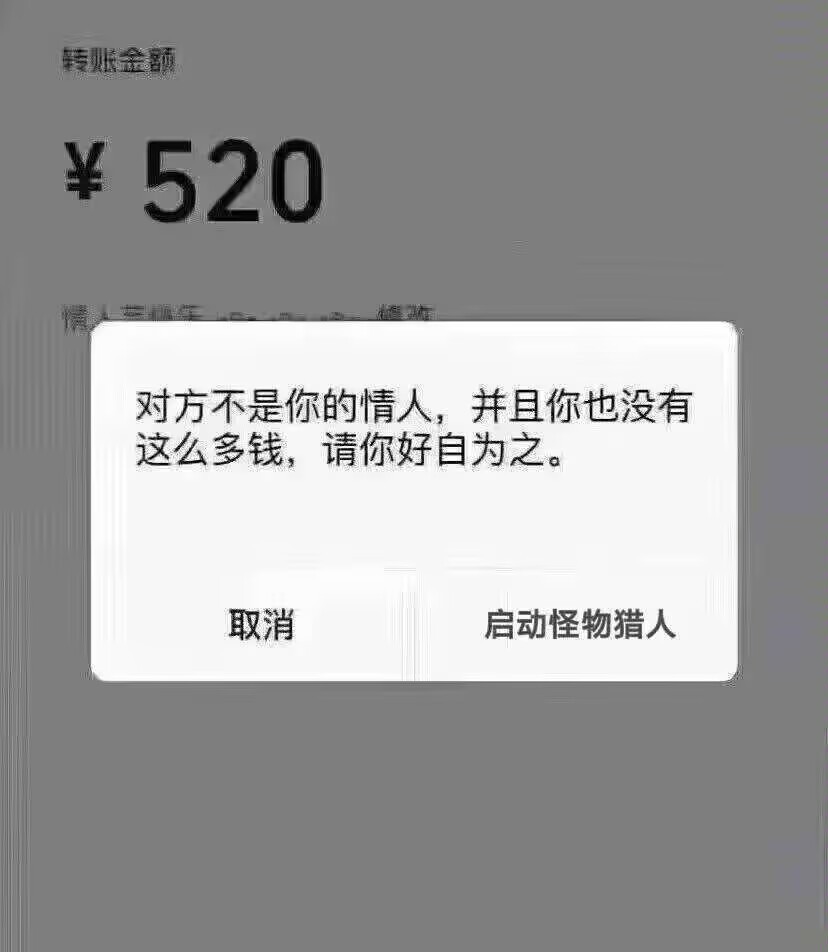 转账金额
¥ 520
情人节快乐 修改
对方不是你的情人，并且你也没有
这么多钱，请你好自为之。
取消
启动怪物猎人